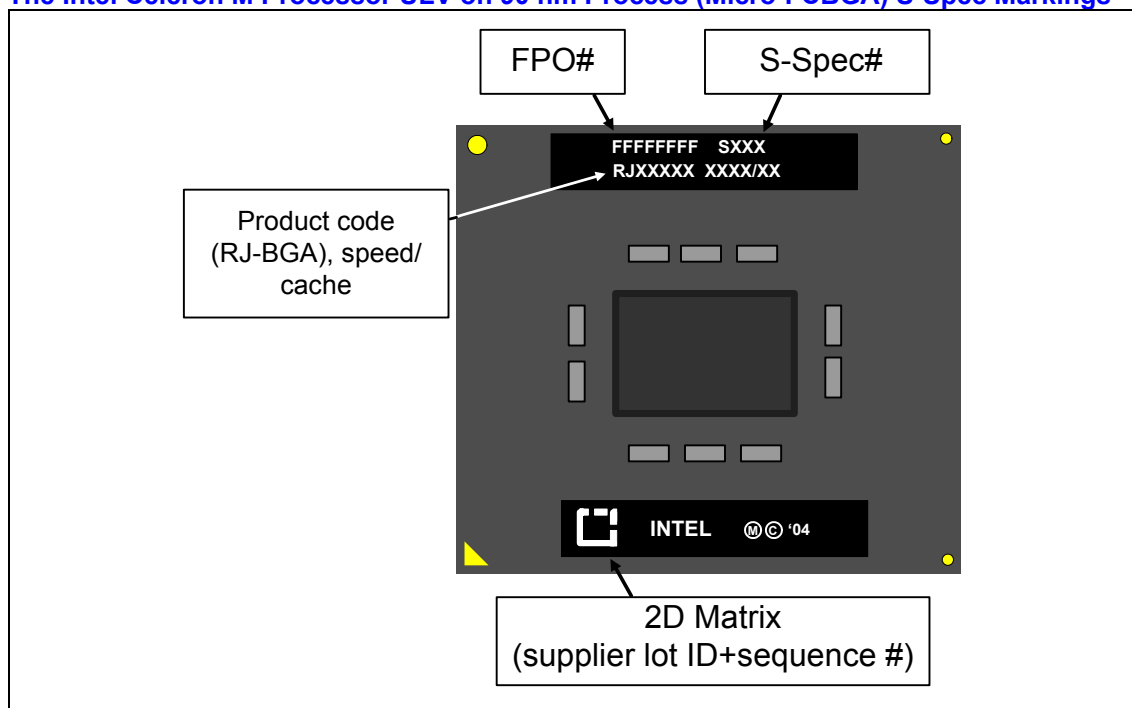 The Intel Celeron M Processor ULV on 90 nm Process (Micro-FCBGA) S-Spec Markings
FPO#
S-Spec#
FFFFFFFF SXXX
RJXXXXX XXXX/XX
Product code
(RJ-BGA), speed/
cache
INTEL Ⓜ © '04
2D Matrix
(supplier lot ID+sequence #)